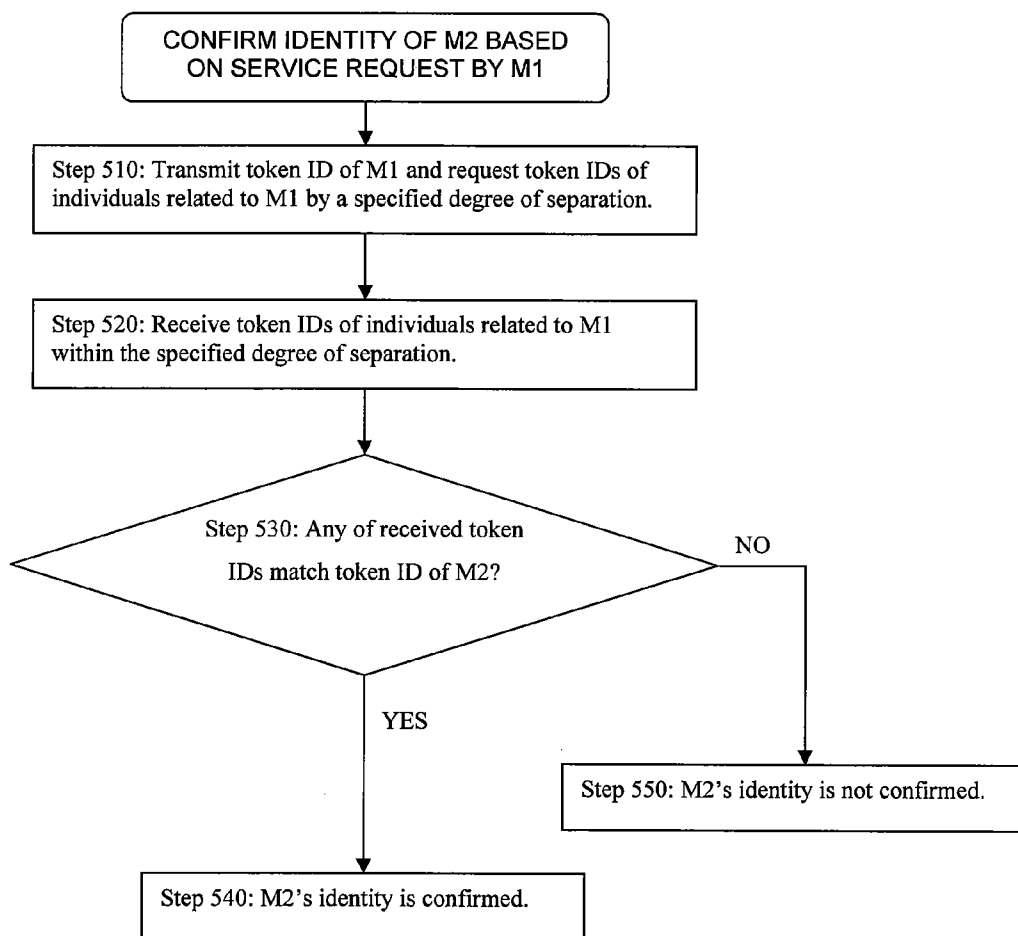 CONFIRM IDENTITY OF M2 BASED
ON SERVICE REQUEST BY M1
Step 510: Transmit token ID of M1 and request token IDs of
individuals related to M1 by a specified degree of separation.
Step 520: Receive token IDs of individuals related to M1
within the specified degree of separation.
Step 530: Any of received token
IDs match token ID of M2?
NO
YES
Step 550: M2's identity is not confirmed.
Step 540: M2's identity is confirmed.